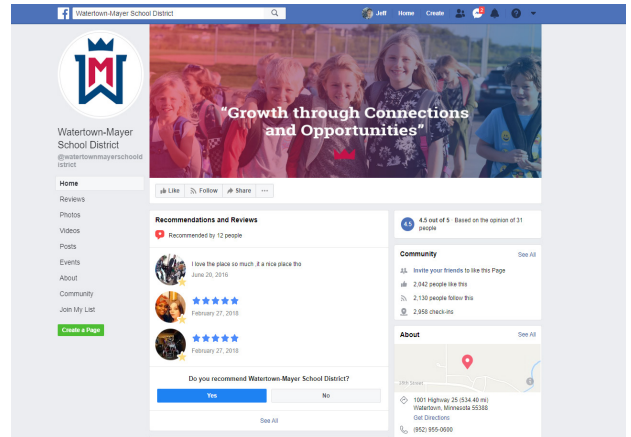 Watertown-Mayer School District
Jeff
Home
Create
2
M
Watertown-Mayer
School District
@watertownmayerschoold
istrict
Home
Reviews
Photos
Videos
Posts
Events
About
Community
Join My List
Create a Page
"Growth through Connections
and Opportunities"
Like
Follow
Share
Recommendations and Reviews
Recommended by 12 people
I love the place so much ,it a nice place tho
June 20, 2016
February 27, 2018
February 27, 2018
Do you recommend Watertown-Mayer School District?
Yes
No
See All
4.5
4.5 out of 5 · Based on the opinion of 31
people
Community
See All
Invite your friends to like this Page
2,042 people like this
2,130 people follow this
2,958 check-ins
About
See All
1001 Highway 25 (534.40 mi)
Watertown, Minnesota 55388
Get Directions
(952) 955-0600